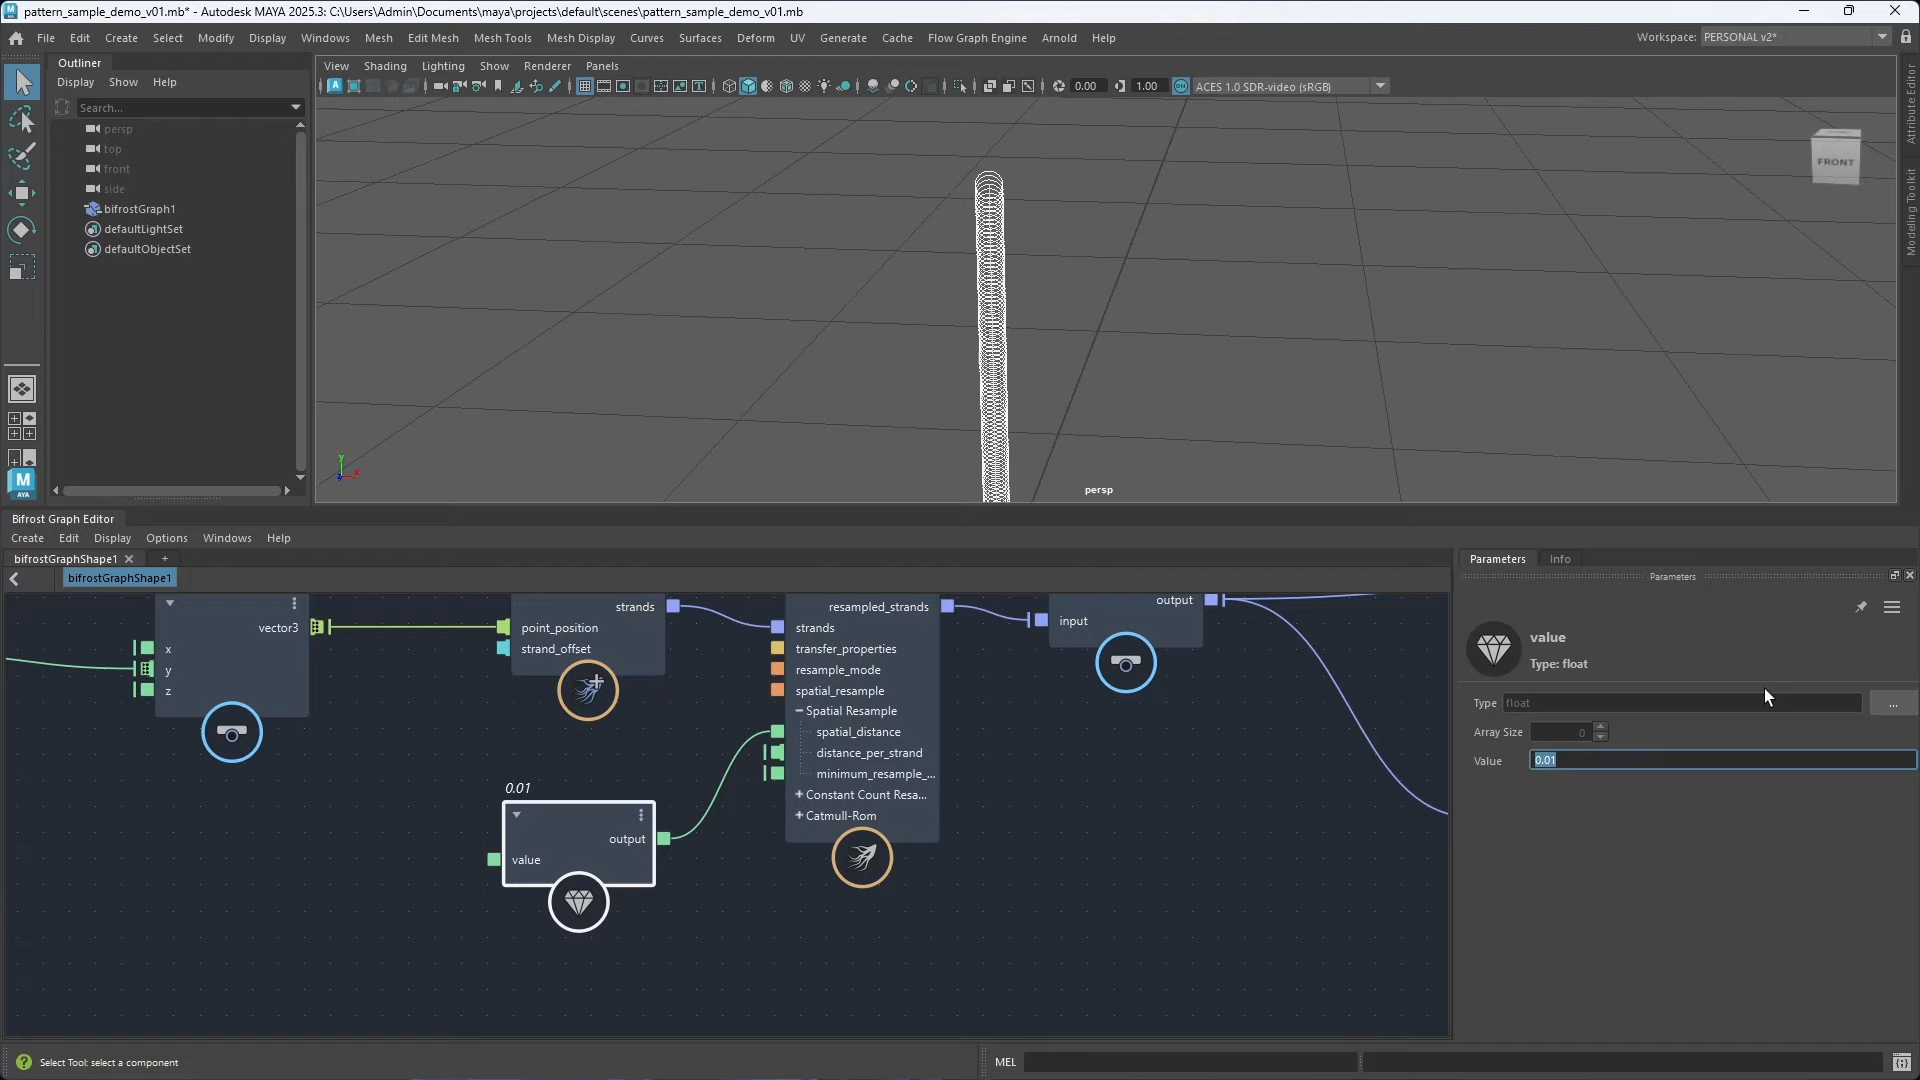 pattern_sample_demo_v01.mb* - Autodesk MAYA 2025.3: C:\Users\Admin\Documents\maya\projects\default\scenes\pattern_sample_demo_v01.mb
File Edit Create Select Modify Display Windows Mesh Edit Mesh Mesh Tools Mesh Display Curves Surfaces Deform UV Generate Cache Flow Graph Engine Arnold Help
Workspace: PERSONAL v2*
Outliner
Display Show Help
Search...
persp
top
front
side
bifrostGraph1
defaultLightSet
defaultObjectSet
M
AYA
View Shading Lighting Show Renderer Panels
0.00
1.00
ON
ACES 1.0 SDR-video (sRGB)
FRONT
y
x
z
persp
Attribute Editor
Modeling Toolkit
Bifrost Graph Editor
Create Edit Display Options Windows Help
bifrostGraphShape1
+
bifrostGraphShape1
vector3
x
y
z
strands
point_position
strand_offset
resampled_strands
strands
transfer_properties
resample_mode
spatial_resample
Spatial Resample
spatial_distance
distance_per_strand
minimum_resample_...
Constant Count Resa...
Catmull-Rom
output
input
0.01
output
value
Parameters Info
Parameters
value
Type: float
Type float ...
Array Size 0
Value 0.01
Select Tool: select a component
MEL